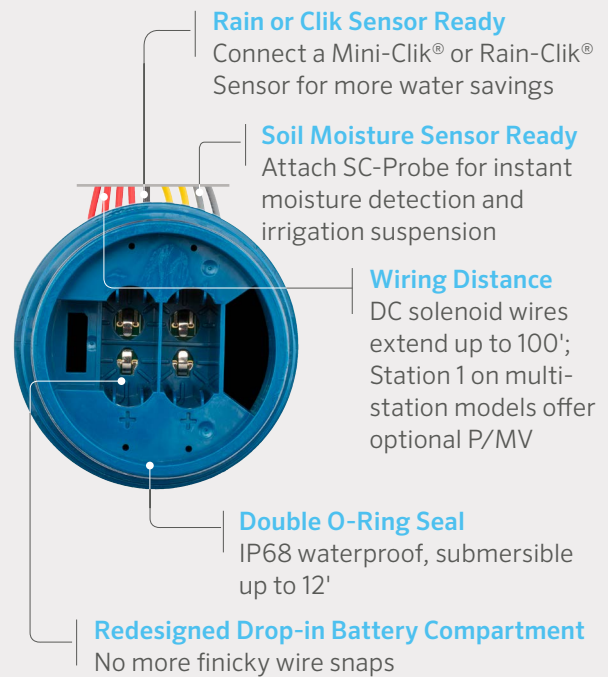 Rain or Clik Sensor Ready
Connect a Mini-Clik® or Rain-Clik®
Sensor for more water savings
Soil Moisture Sensor Ready
Attach SC-Probe for instant
moisture detection and
irrigation suspension
Wiring Distance
DC solenoid wires
extend up to 100';
Station 1 on multi-
station models offer
optional P/MV
Double O-Ring Seal
IP68 waterproof, submersible
up to 12'
Redesigned Drop-in Battery Compartment
No more finicky wire snaps